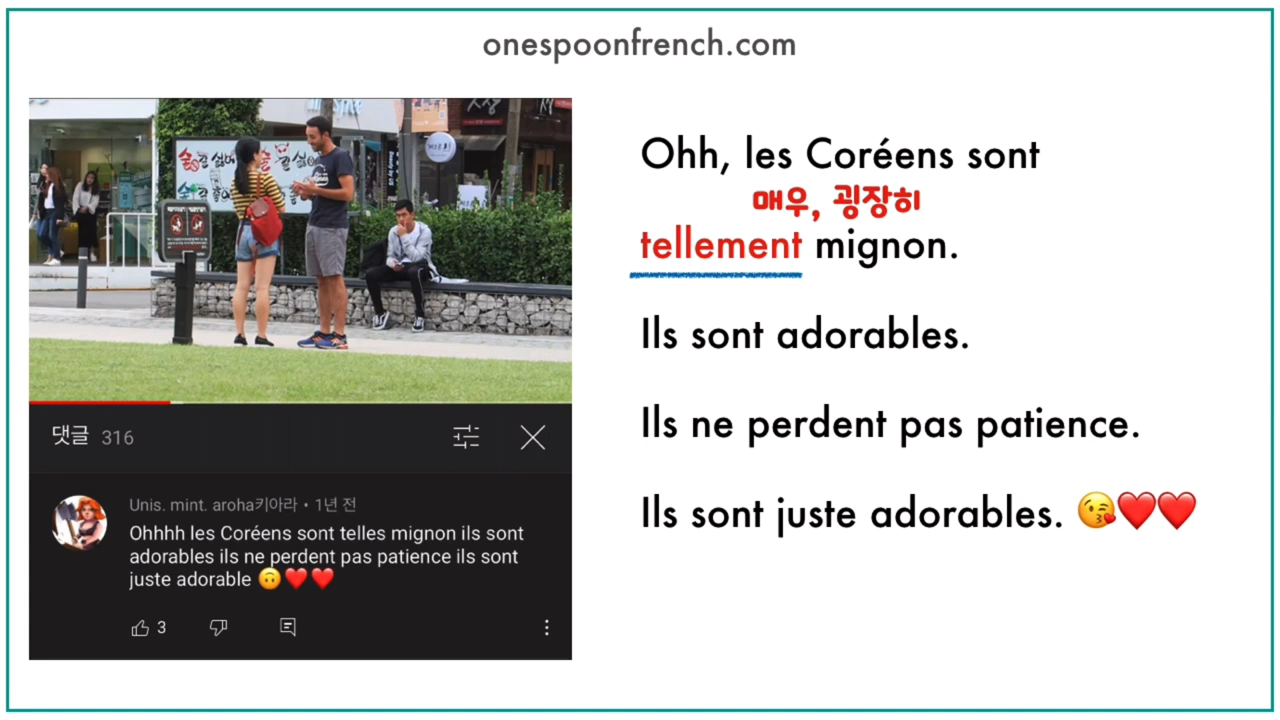 onespoonfrench.com
댓글 316
Unis. mint. aroha키아라 • 1년 전
Ohhhh les Coréens sont telles mignon ils sont
adorables ils ne perdent pas patience ils sont
juste adorable 🙃❤️❤️
3
Ohh, les Coréens sont
매우, 굉장히
tellement mignon.
Ils sont adorables.
Ils ne perdent pas patience.
Ils sont juste adorables. 😘❤️❤️